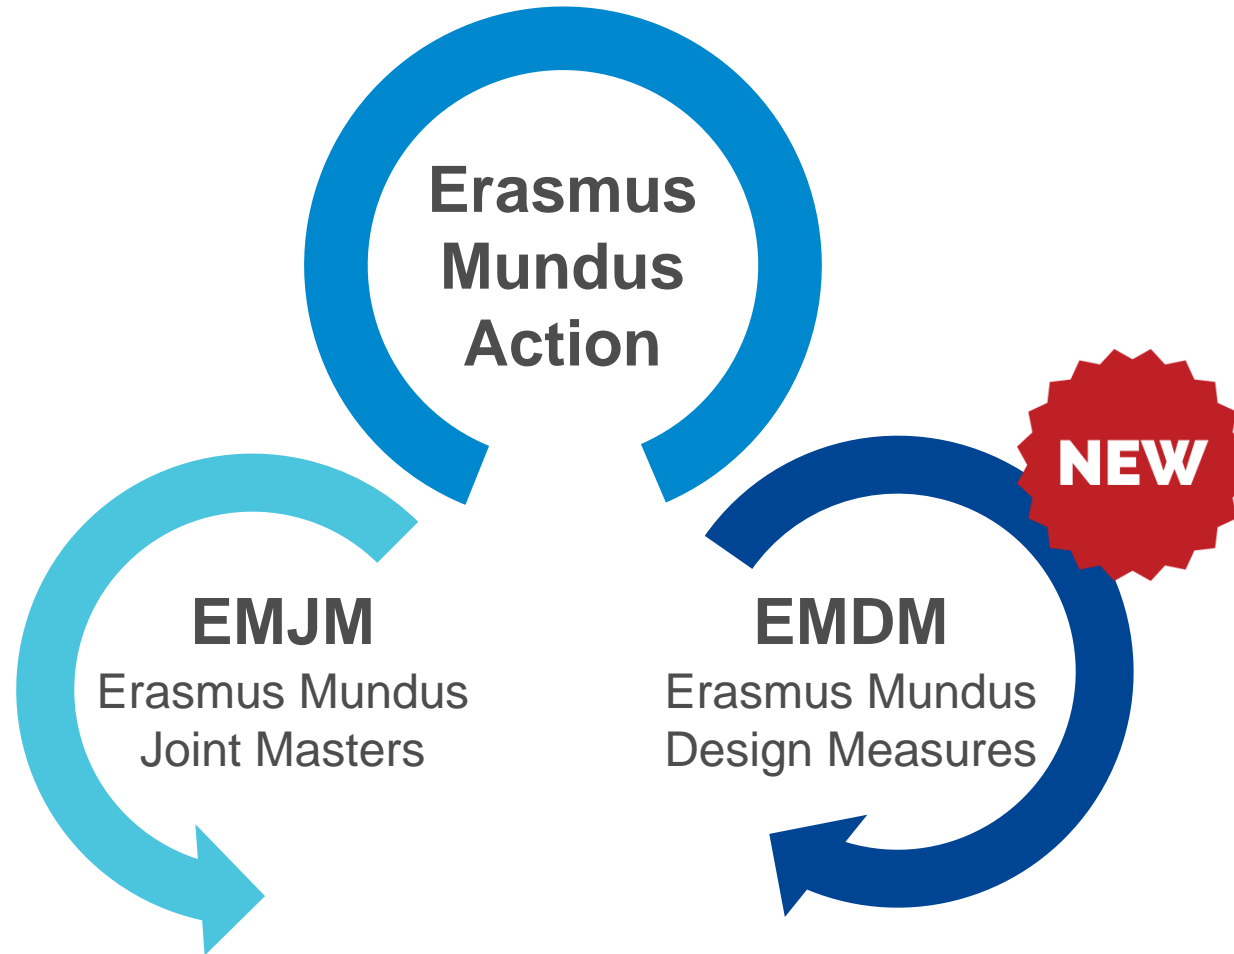 Erasmus
Mundus
Action
NEW
EMJM
Erasmus Mundus
Joint Masters
EMDM
Erasmus Mundus
Design Measures